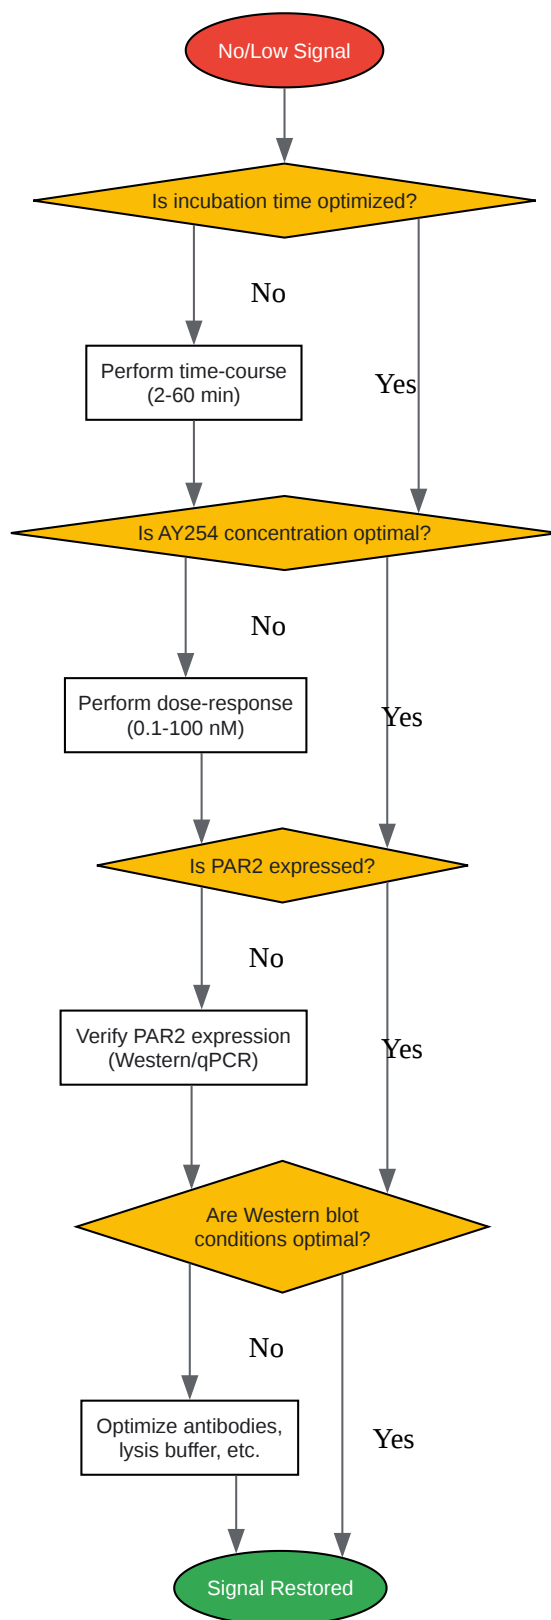 No/Low Signal
Is incubation time optimized?
No
Perform time-course
(2-60 min)
Yes
Is AY254 concentration optimal?
No
Perform dose-response
(0.1-100 nM)
Yes
Is PAR2 expressed?
No
Verify PAR2 expression
(Western/qPCR)
Yes
Are Western blot
conditions optimal?
No
Optimize antibodies,
lysis buffer, etc.
Yes
Signal Restored